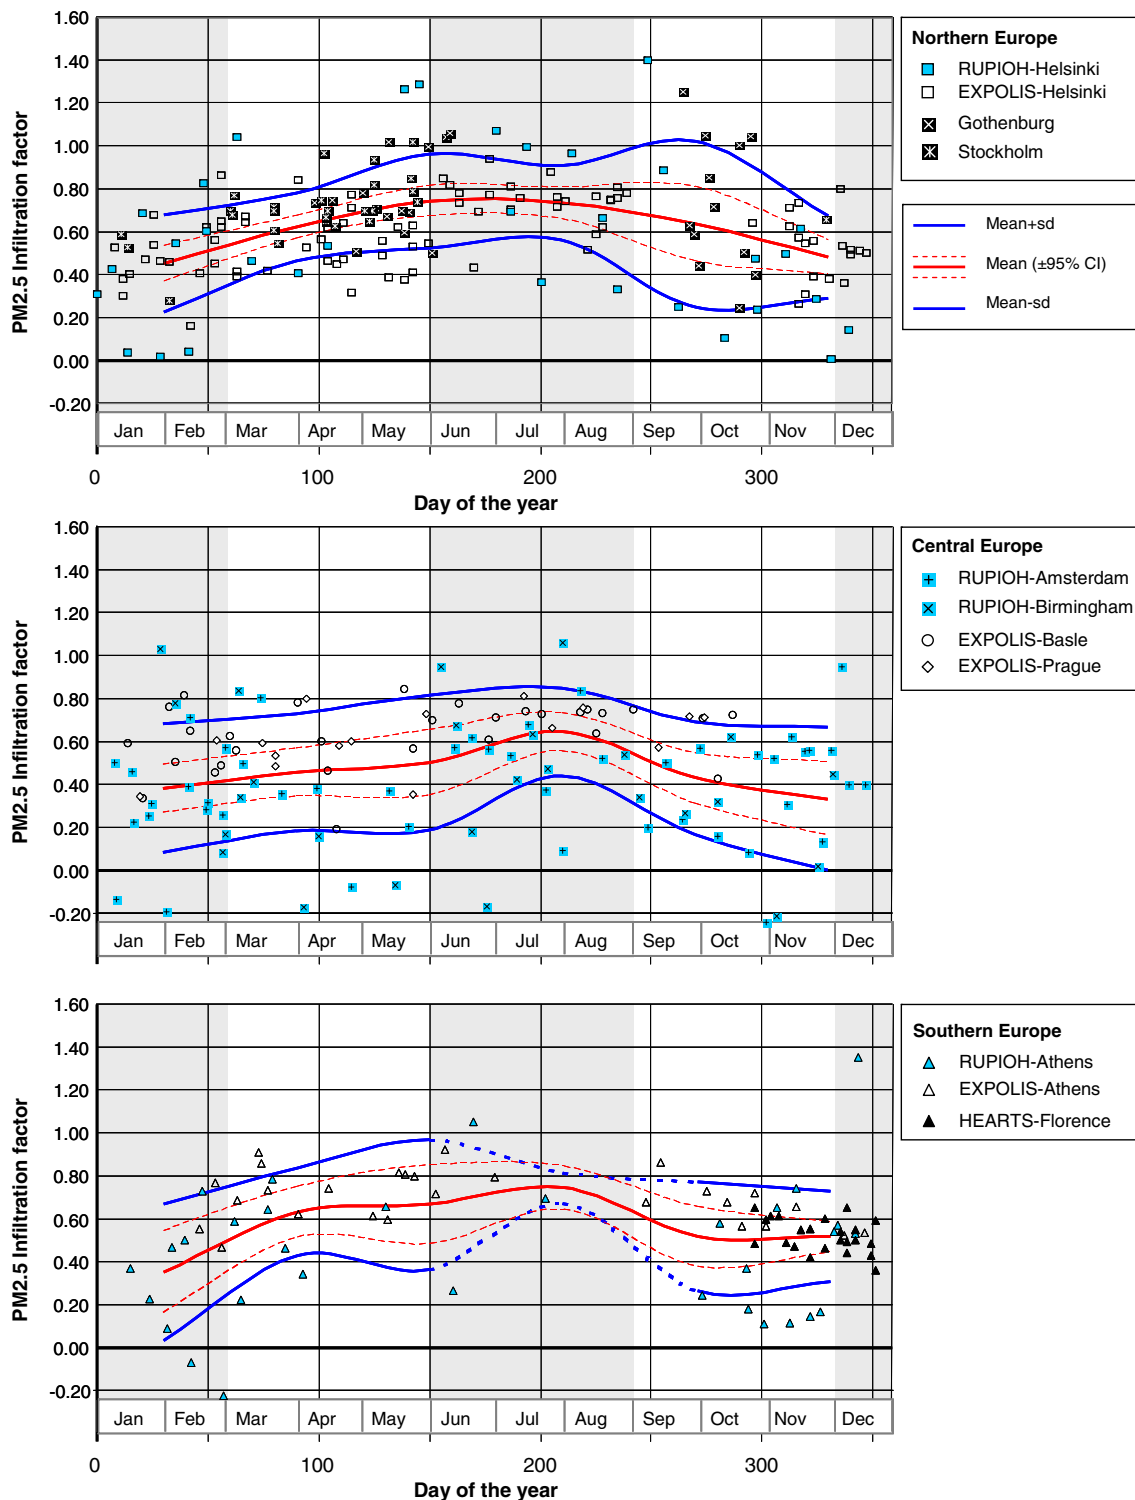 1.60
1.40
1.20
1.00
0.80
0.60
0.40
0.20
0.00
-0.20
PM2.5 Infiltration factor
Jan Feb Mar Apr May Jun Jul Aug Sep Oct Nov Dec
0 100 200 300
Day of the year
Northern Europe
RUPIOH-Helsinki
EXPOLIS-Helsinki
Gothenburg
Stockholm
Mean+sd
Mean (±95% CI)
Mean-sd
1.60
1.40
1.20
1.00
0.80
0.60
0.40
0.20
0.00
-0.20
PM2.5 Infiltration factor
Jan Feb Mar Apr May Jun Jul Aug Sep Oct Nov Dec
Central Europe
RUPIOH-Amsterdam
RUPIOH-Birmingham
EXPOLIS-Basle
EXPOLIS-Prague
1.60
1.40
1.20
1.00
0.80
0.60
0.40
0.20
0.00
-0.20
PM2.5 Infiltration factor
Jan Feb Mar Apr May Jun Jul Aug Sep Oct Nov Dec
0 100 200 300
Day of the year
Southern Europe
RUPIOH-Athens
EXPOLIS-Athens
HEARTS-Florence